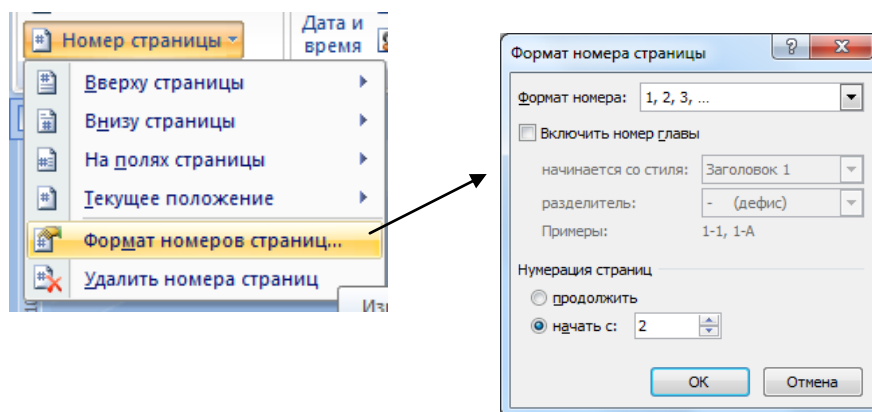 Номер страницы
Дата и
время
Вверху страницы
Внизу страницы
На полях страницы
Текущее положение
Формат номеров страниц...
Удалить номера страниц
Формат номера страницы
Формат номера: 1, 2, 3, ...
Включить номер главы
начинается со стиля: Заголовок 1
разделитель: - (дефис)
Примеры: 1-1, 1-A
Нумерация страниц
продолжить
начать с: 2
ОК Отмена